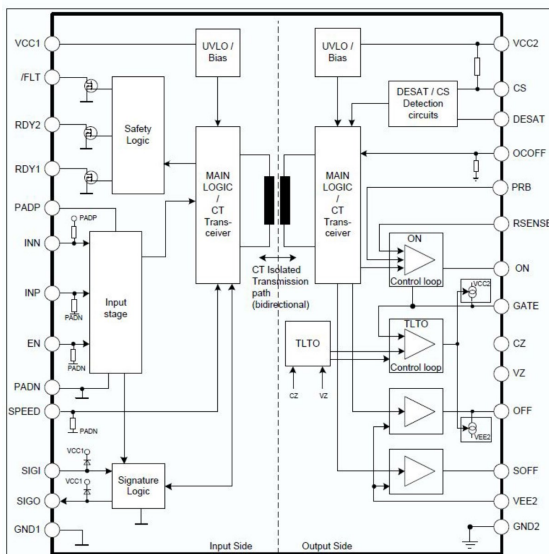 VCC1
/FLT
RDY2
RDY1
PADP
INN
INP
EN
PADN
SPEED
SIGI
SIGO
GND1
UVLO /
Bias
Safety
Logic
MAIN
LOGIC
/
CT
Trans-
ceiver
PADP
Input
stage
PADN
PADN
PADN
VCC1
VCC1
Signature
Logic
CT Isolated
Transmission
path
(bidirectional)
Input Side
Output Side
UVLO /
Bias
MAIN
LOGIC
/
CT
Trans-
ceiver
DESAT / CS
Detection
circuits
ON
Control loop
VCC2
TLTO
TLTO
Control loop
CZ
VZ
VEE2
VCC2
CS
DESAT
OCOFF
PRB
RSENSE
ON
GATE
CZ
VZ
OFF
SOFF
VEE2
GND2